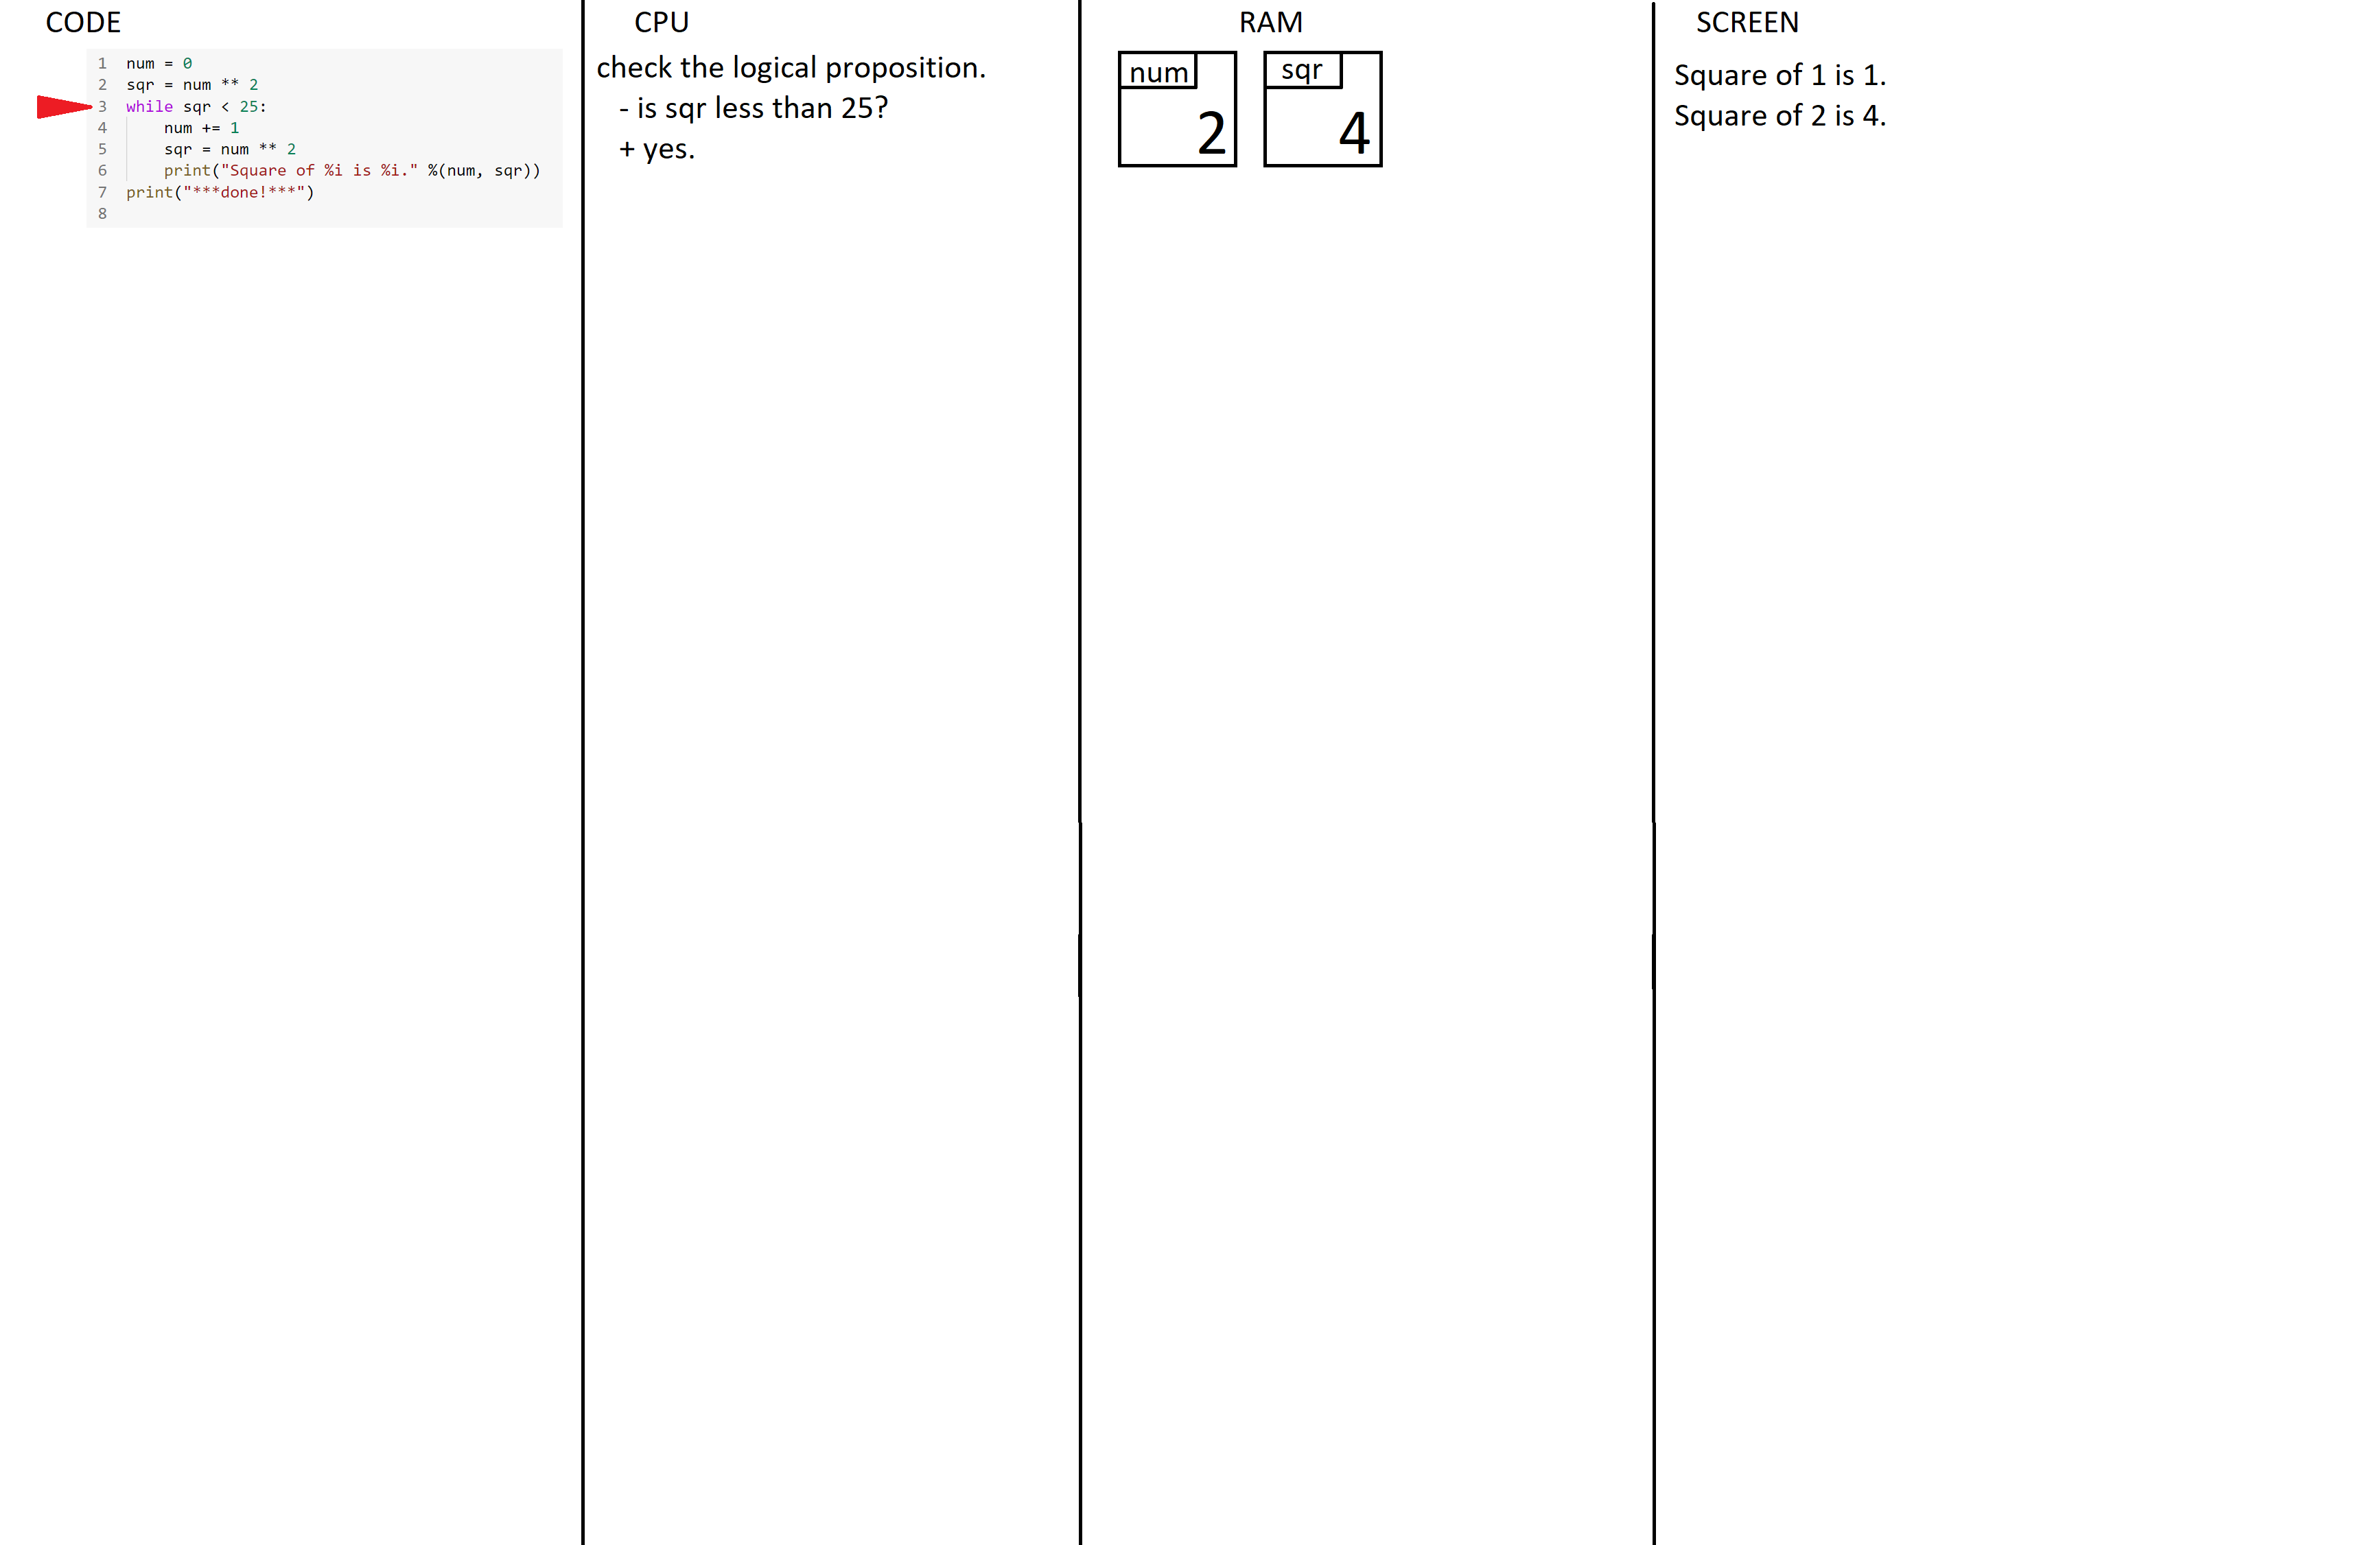 CODE
1 num = 0
2 sqr = num ** 2
3 while sqr < 25:
4     num += 1
5     sqr = num ** 2
6     print("Square of %i is %i." %(num, sqr))
7 print("***done!***")
8
CPU
check the logical proposition.
- is sqr less than 25?
+ yes.
RAM
num
2
sqr
4
SCREEN
Square of 1 is 1.
Square of 2 is 4.